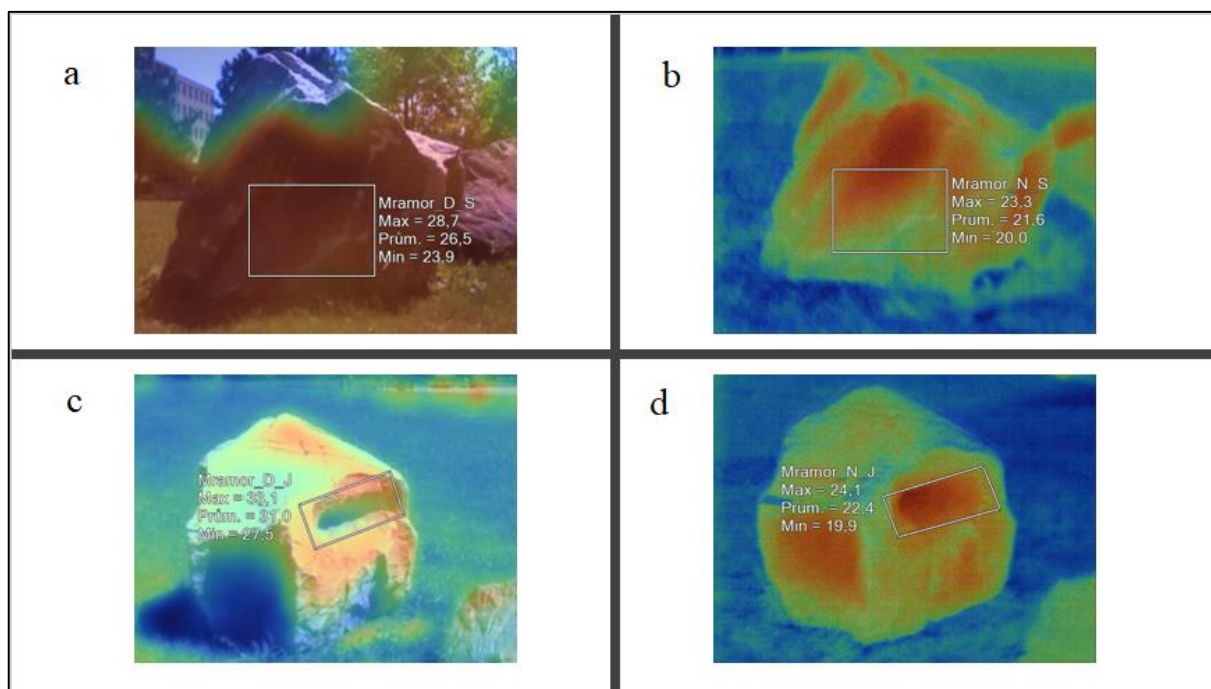 a
Mramor_D_S
Max = 28,7
Prům. = 26,5
Min = 23,9
b
Mramor_N_S
Max = 23,3
Prům. = 21,6
Min = 20,0
c
Mramor_D_J
Max = 33,1
Prům. = 31,0
Min = 27,5
d
Mramor_N_J
Max = 24,1
Prům. = 22,4
Min = 19,9